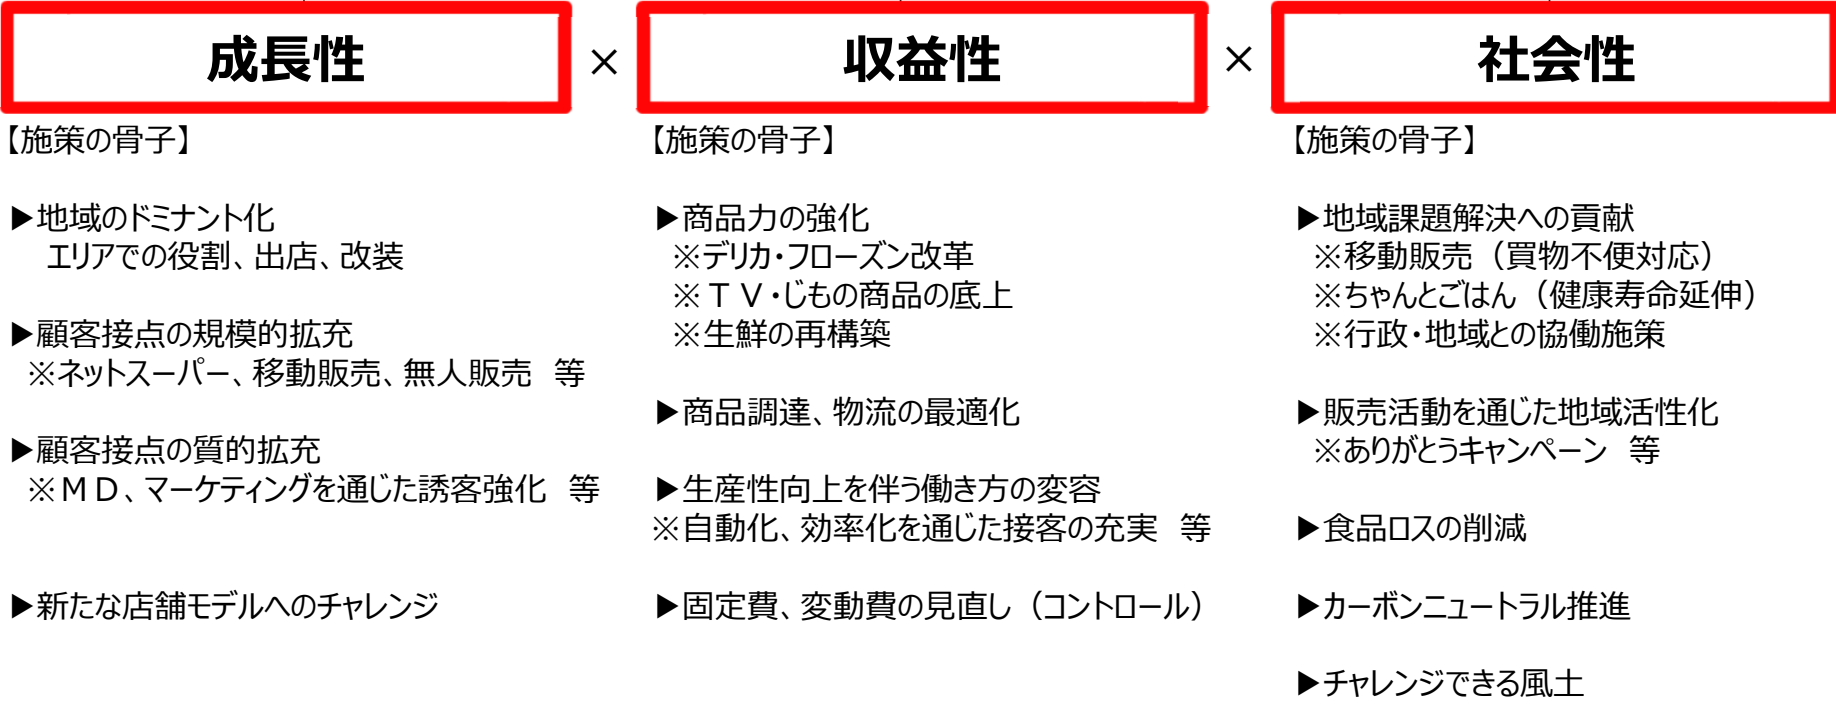 成長性
×
収益性
×
社会性
【施策の骨子】
▶地域のドミナント化
エリアでの役割、出店、改装
▶顧客接点の規模的拡充
※ネットスーパー、移動販売、無人販売　等
▶顧客接点の質的拡充
※ＭＤ、マーケティングを通じた誘客強化　等
▶新たな店舗モデルへのチャレンジ
【施策の骨子】
▶商品力の強化
※デリカ・フローズン改革
※ＴＶ・じもの商品の底上
※生鮮の再構築
▶商品調達、物流の最適化
▶生産性向上を伴う働き方の変容
※自動化、効率化を通じた接客の充実　等
▶固定費、変動費の見直し（コントロール）
【施策の骨子】
▶地域課題解決への貢献
※移動販売（買物不便対応）
※ちゃんとごはん（健康寿命延伸）
※行政・地域との協働施策
▶販売活動を通じた地域活性化
※ありがとうキャンペーン　等
▶食品ロスの削減
▶カーボンニュートラル推進
▶チャレンジできる風土